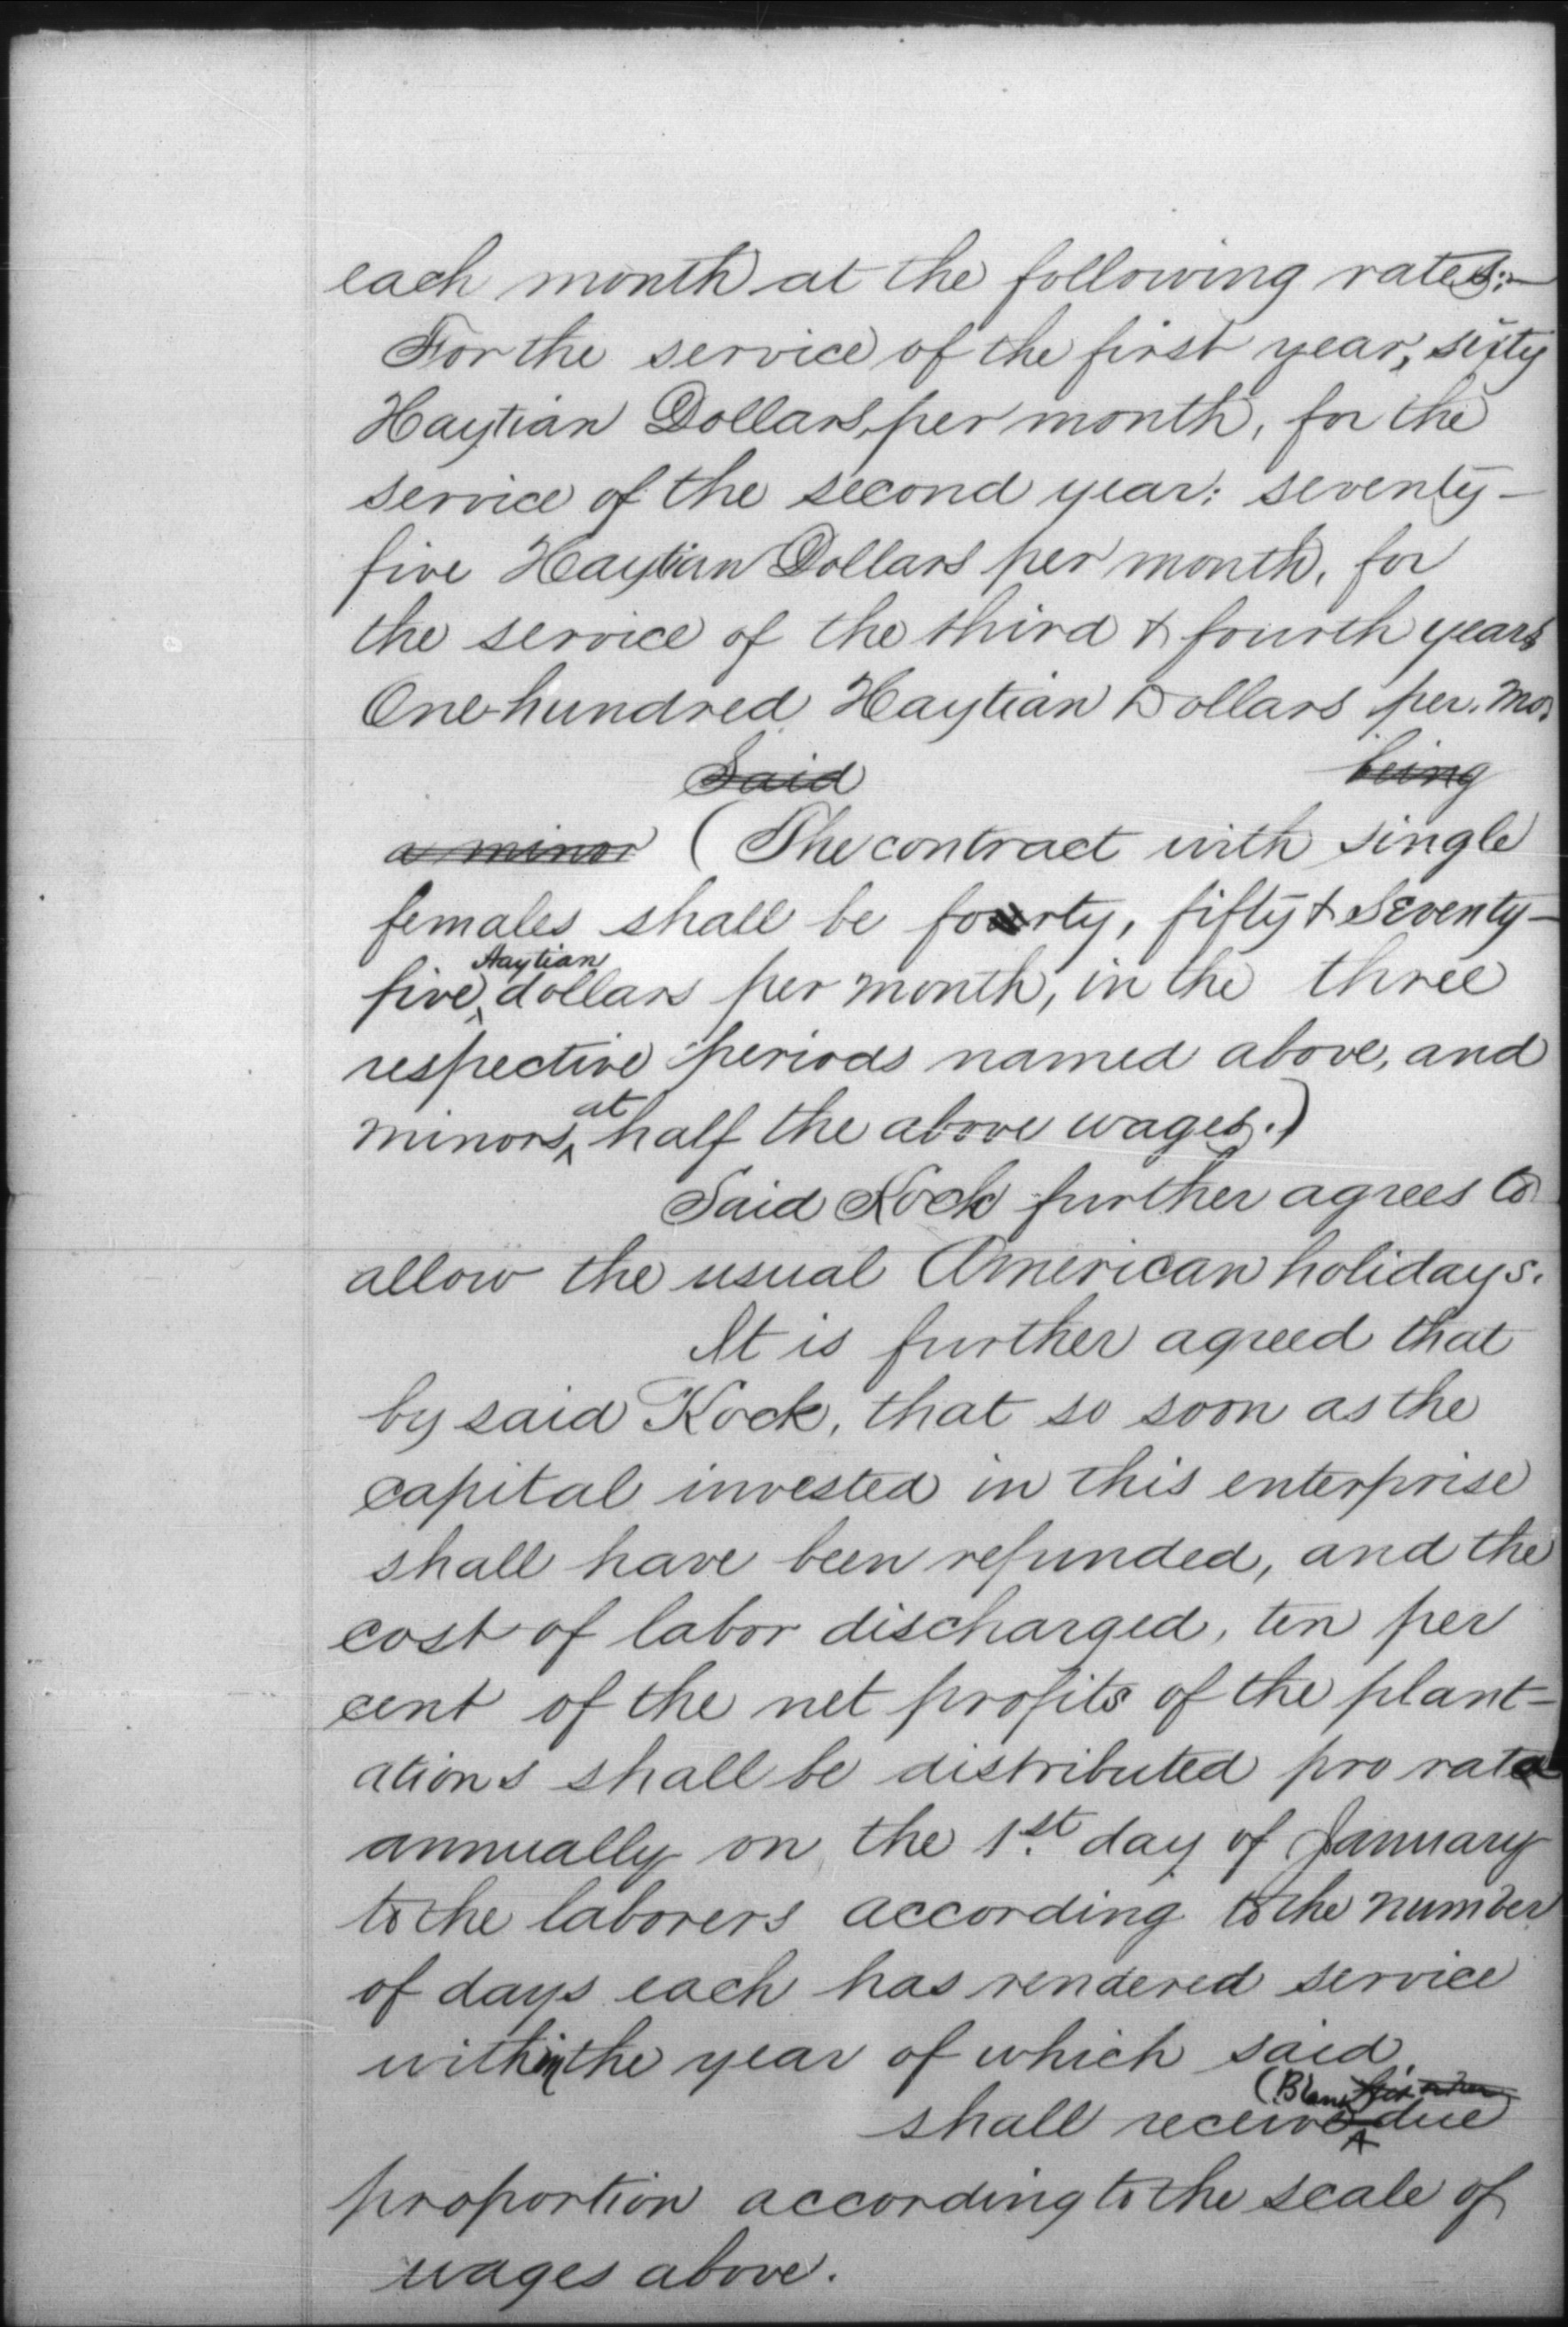 each month at the following rates:—
For the service of the first year, sixty
Haytian Dollars per month, for the
service of the second year: seventy-
five Haytian Dollars per month, for
the service of the third & fourth years
One hundred Haytian Dollars per. mo.
Said being
a minor (The contract with single
females shall be forty, fifty & seventy-
Haytian
five dollars per month, in the three
respective periods named above, and
at
minors, half the above wages.)
Said Kock further agrees to
allow the usual American holidays.
It is further agreed that
by said Kock, that so soon as the
capital invested in this enterprise
shall have been refunded, and the
cost of labor discharged, ten per
cent of the net profits of the plant-
ations shall be distributed pro rata
annually on the 1st. day of January
to the laborers according to the number
of days each has rendered service
within the year of which said
(Blank
shall receive due
proportion according to the scale of
wages above.